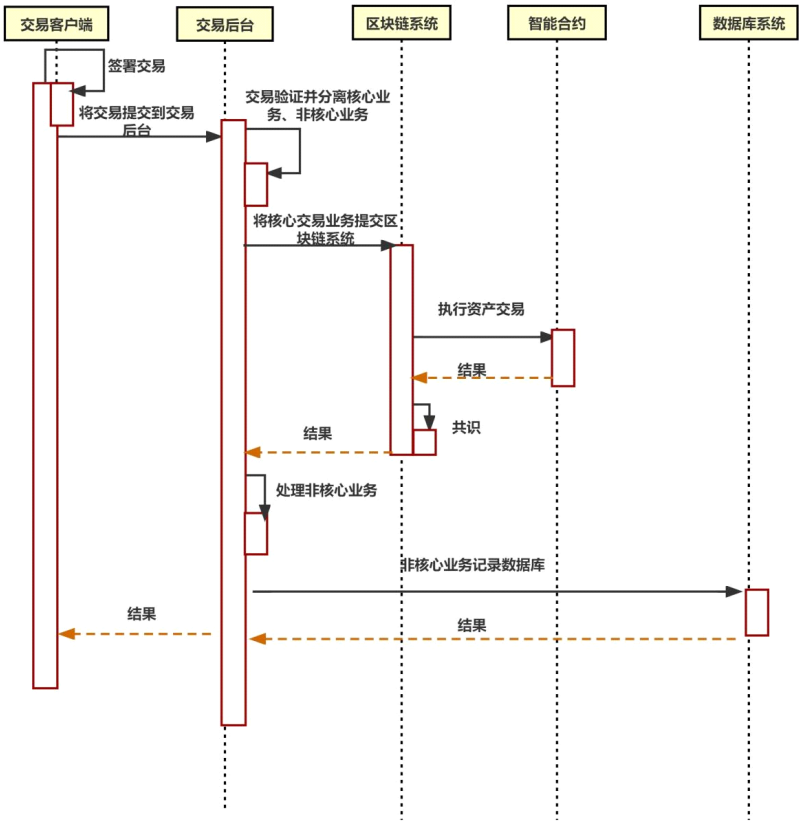 交易客户端
交易后台
区块链系统
智能合约
数据库系统
签署交易
将交易提交到交易
后台
交易验证并分离核心业
务、非核心业务
将核心交易业务提交区
块链系统
执行资产交易
结果
共识
结果
处理非核心业务
非核心业务记录数据库
结果
结果